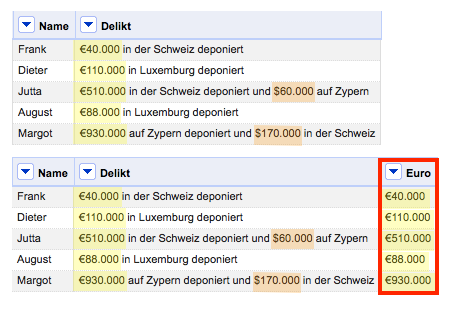 Name Delikt
Frank €40.000 in der Schweiz deponiert
Dieter €110.000 in Luxemburg deponiert
Jutta €510.000 in der Schweiz deponiert und $60.000 auf Zypern
August €88.000 in Luxemburg deponiert
Margot €930.000 auf Zypern deponiert und $170.000 in der Schweiz
Name Delikt Euro
Frank €40.000 in der Schweiz deponiert €40.000
Dieter €110.000 in Luxemburg deponiert €110.000
Jutta €510.000 in der Schweiz deponiert und $60.000 auf Zypern €510.000
August €88.000 in Luxemburg deponiert €88.000
Margot €930.000 auf Zypern deponiert und $170.000 in der Schweiz €930.000